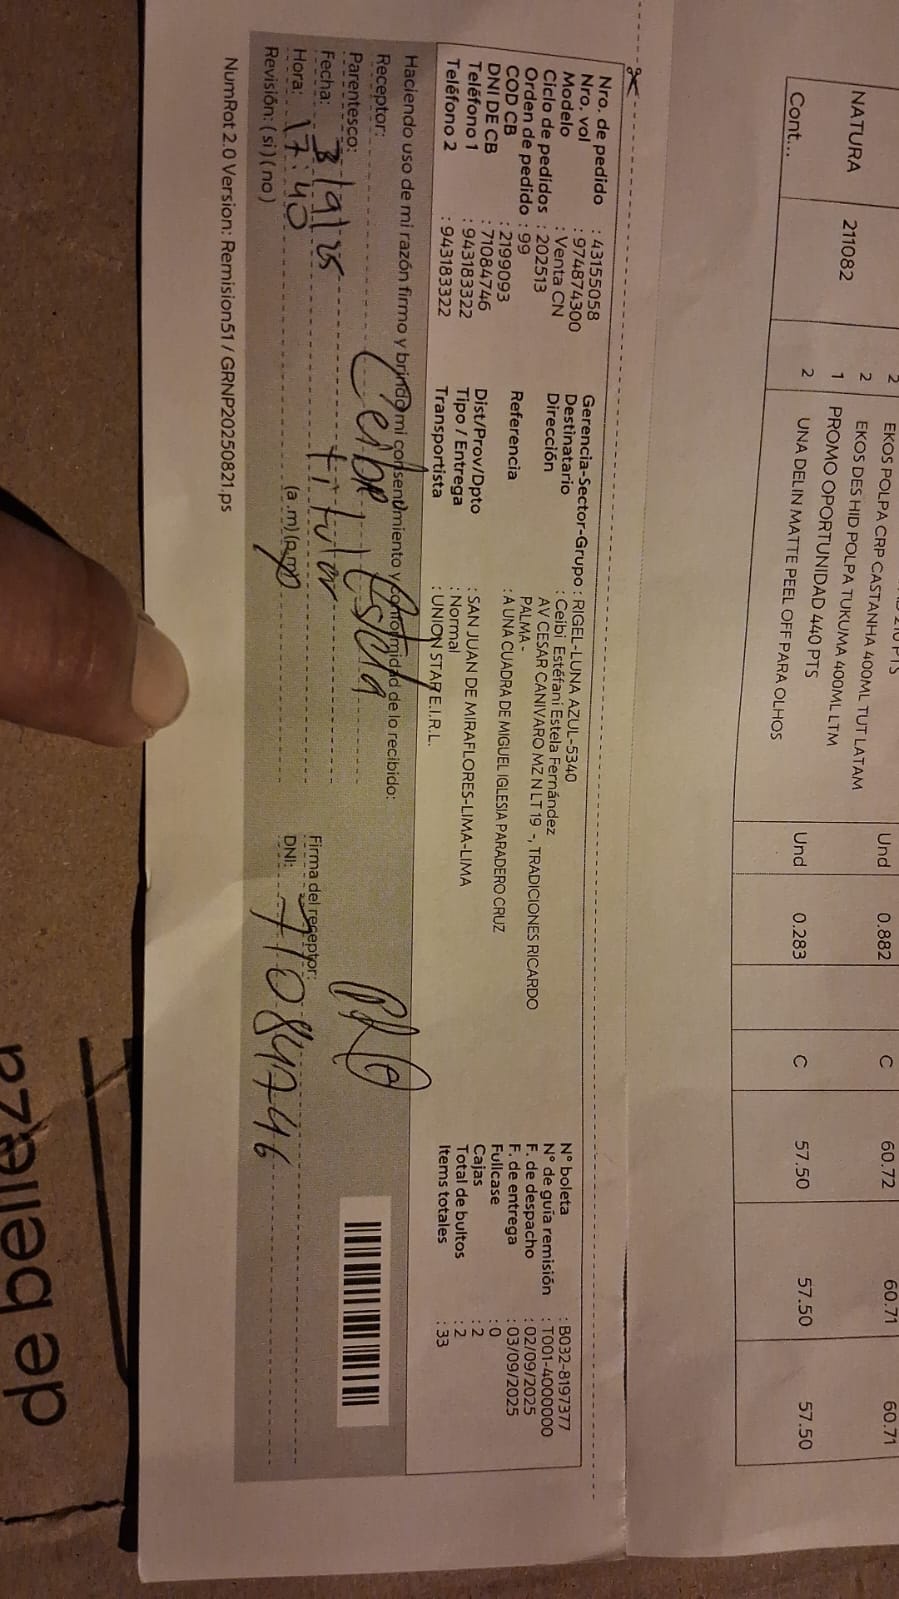 2
EKOS POLPA CRP CASTANHA 400ML TUT LATAM Und 0.882 C 60.72 60.71 60.71
2 EKOS DES HID POLPA TUKUMA 400ML LTM
NATURA 211082 1 PROMO OPORTUNIDAD 440 PTS
Cont... 2 UNA DELIN MATTE PEEL OFF PARA OLHOS Und 0.283 C 57.50 57.50 57.50
Nro. de pedido : 43155058
Nro. vol : 974874300
Modelo : Venta CN
Ciclo de pedidos : 202513
Orden de pedido : 99
COD CB : 2199093
DNI DE CB : 71084746
Teléfono 1 : 943183322
Teléfono 2 : 943183322
Gerencia-Sector-Grupo : RIGEL-LUNA AZUL-5340
Destinatario : Ceibi Estéfani Estela Fernández
Dirección AV CESAR CANIVARO MZ N LT 19 -, TRADICIONES RICARDO
PALMA-
Referencia : A UNA CUADRA DE MIGUEL IGLESIA PARADERO CRUZ
Dist/Prov/Dpto : SAN JUAN DE MIRAFLORES-LIMA-LIMA
Tipo / Entrega : Normal
Transportista : UNION STAR E.I.R.L.
N° boleta : B032-8197377
N° de guía remisión : T001-4000000
F. de despacho : 02/09/2025
F. de entrega : 03/09/2025
Fullcase : 0
Cajas : 2
Total de bultos : 2
Items totales : 33
Haciendo uso de mi razón firmo y brindo mi consentimiento y conformidad de lo recibido:
Receptor: Ceibe Estela
Parentesco: titular
Fecha: 3/9/25
Hora: 17:40 (a .m) (p.m)
Revisión: ( si ) ( no )
Firma del receptor:
DNI: 71084746
NumRot 2.0 Version: Remision51 / GRNP20250821.ps
de belleza